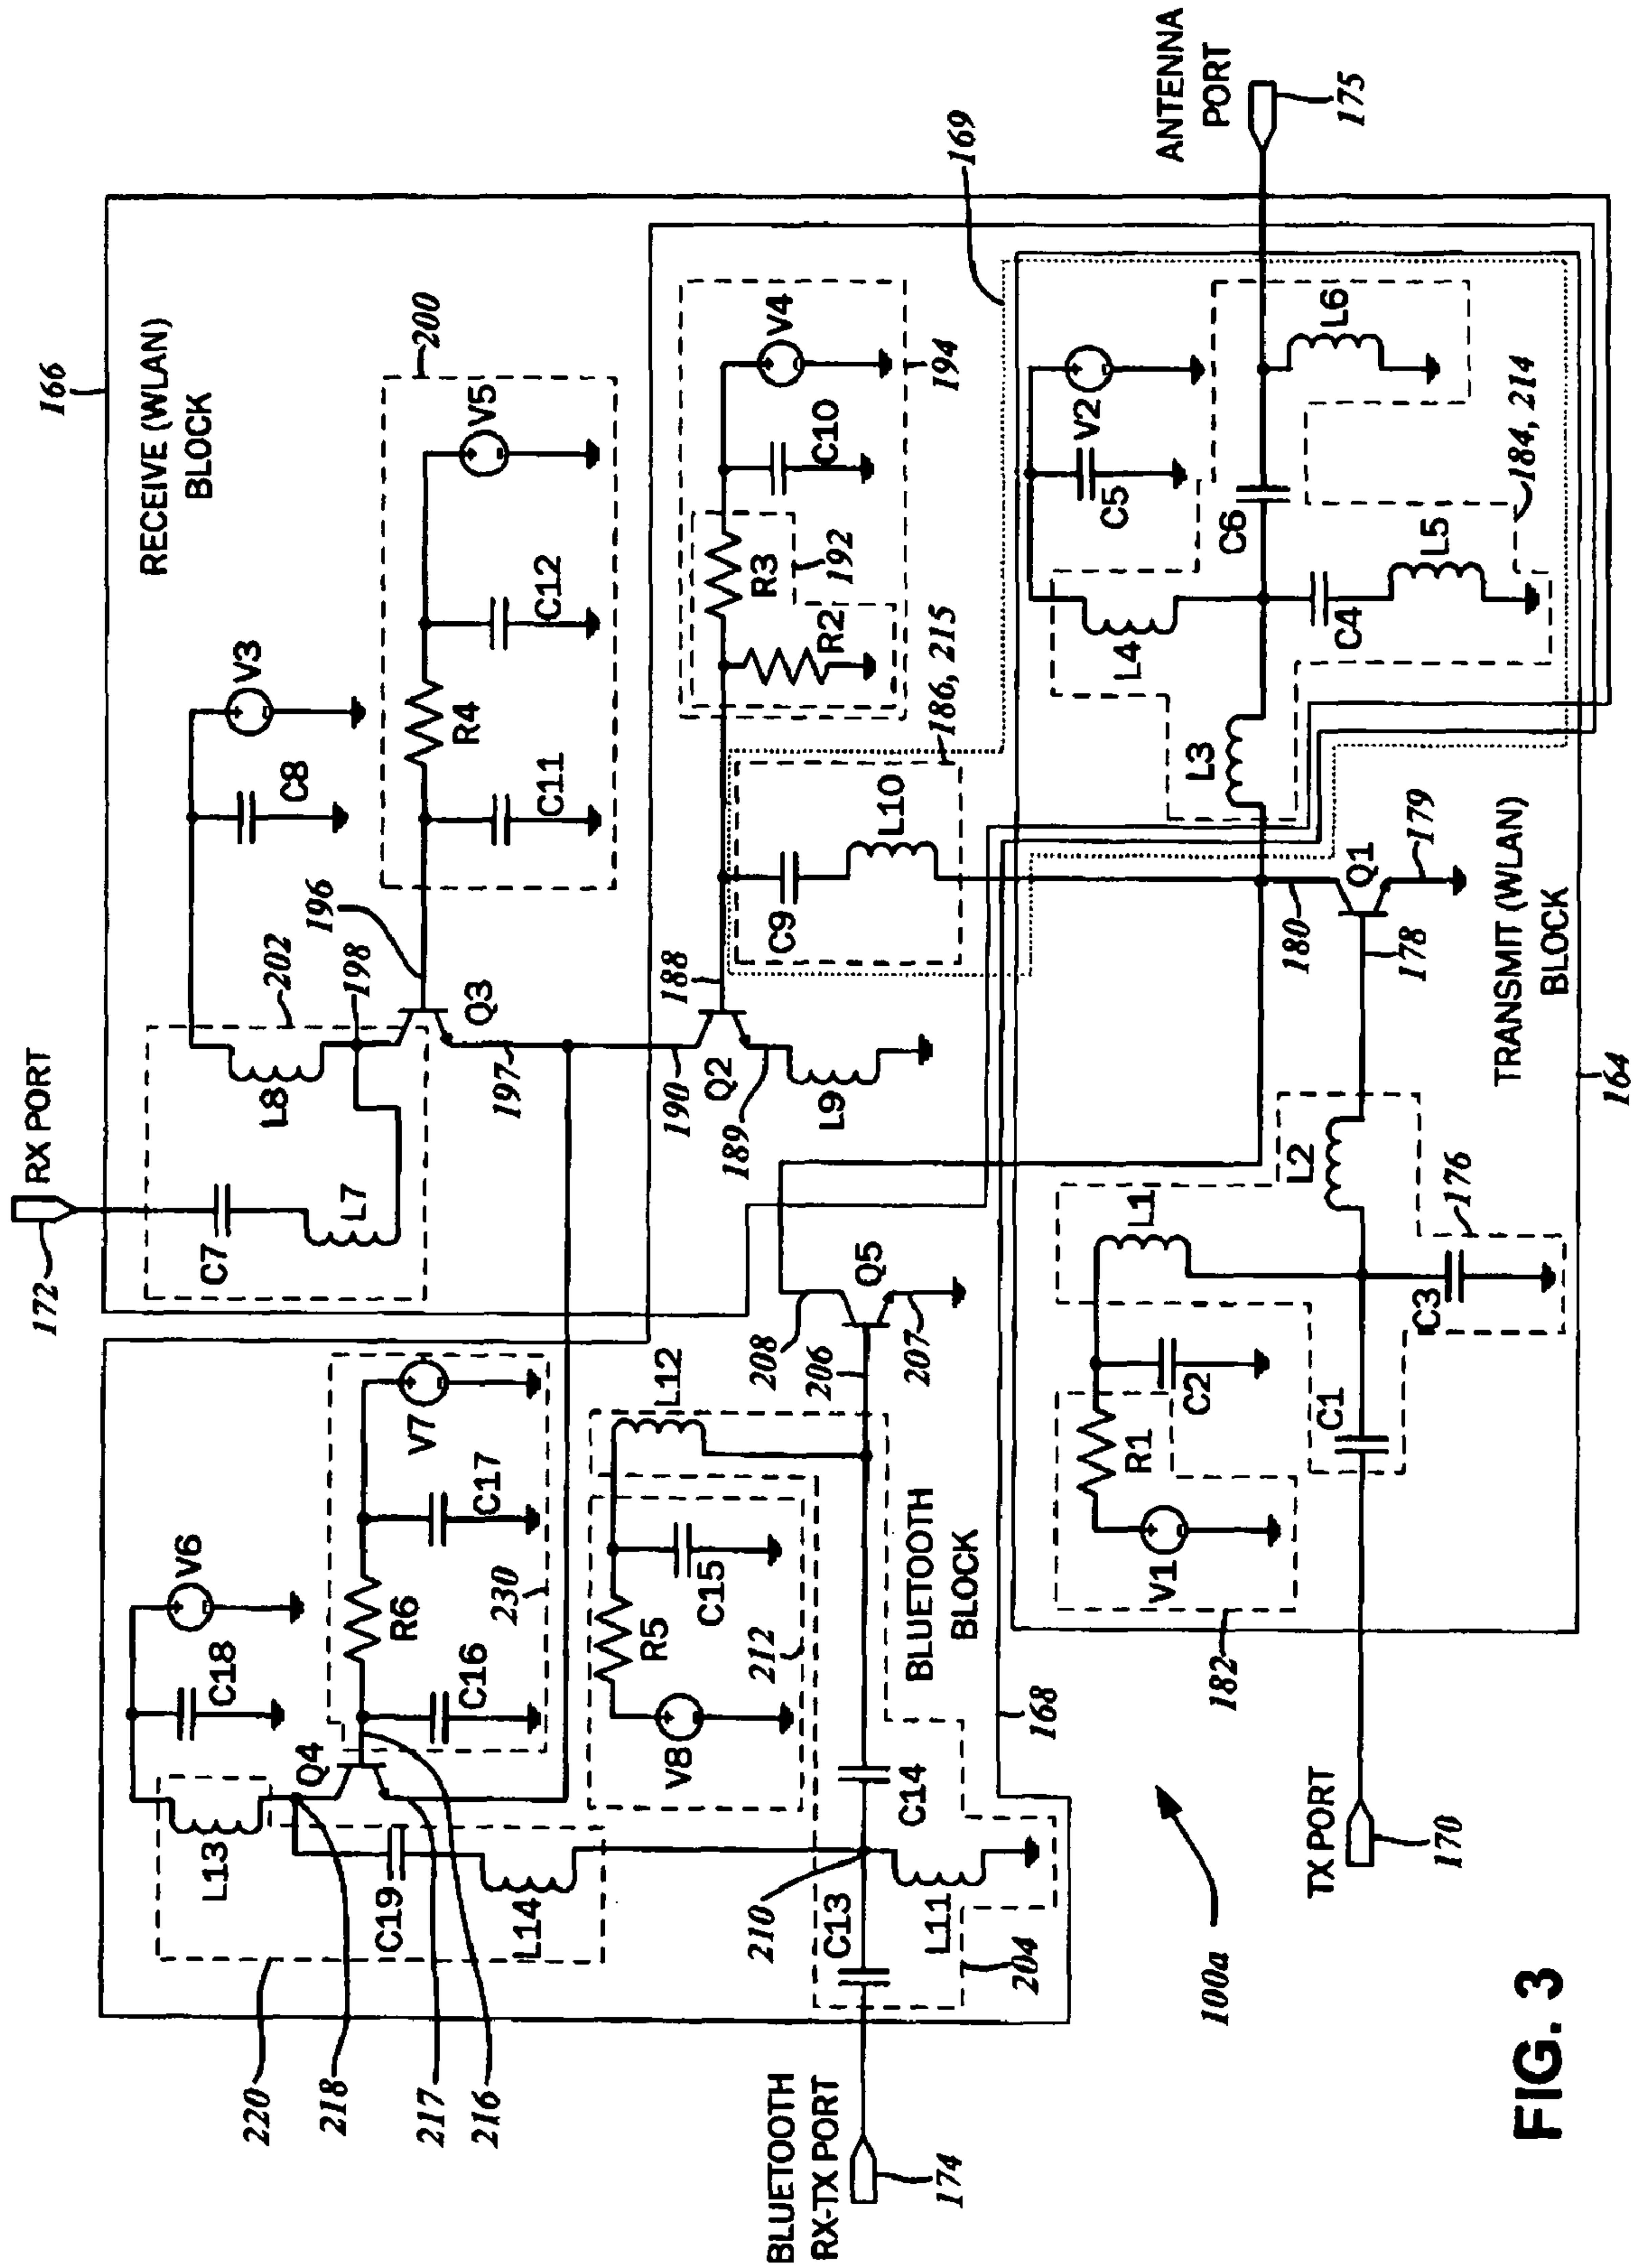 RX PORT
172
166
RECEIVE (WLAN)
BLOCK
C7
L7
L8
202
198
196
C8
V3
200
Q3
197
C11
R4
C12
V5
V6
C18
L13
Q4
C16
R6
C17
V7
230
220
218
217
216
C19
L14
V8
R5
C15
212
L12
BLUETOOTH
BLOCK
210
C13
C14
L11
204
168
206
208
207
Q5
BLUETOOTH
RX-TX PORT
174
190
Q2
189
188
L9
C9
L10
186, 215
R2
R3
192
C10
V4
194
169
ANTENNA
PORT
175
L3
L4
C5
V2
C6
L6
C4
L5
184, 214
180
Q1
178
179
TRANSMIT (WLAN)
BLOCK
164
L2
L1
176
C3
C2
R1
V1
C1
182
TX PORT
170
100a
FIG. 3